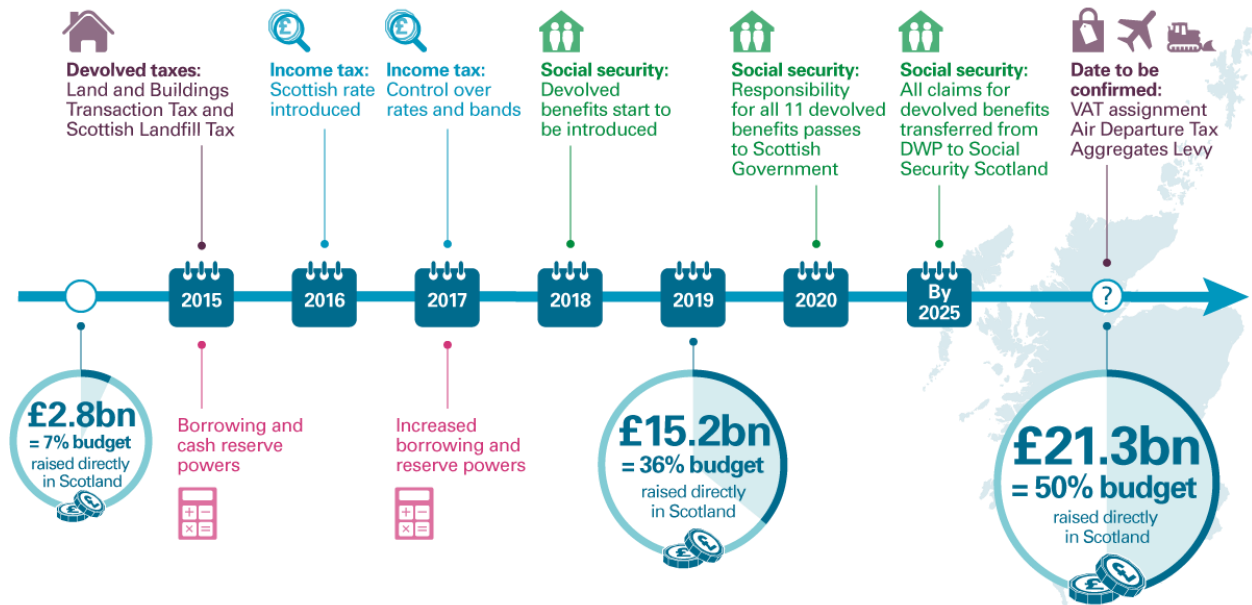 Devolved taxes:
Land and Buildings
Transaction Tax and
Scottish Landfill Tax
£
Income tax:
Scottish rate
introduced
£
Income tax:
Control over
rates and bands
Social security:
Devolved
benefits start to
be introduced
Social security:
Responsibility
for all 11 devolved
benefits passes
to Scottish
Government
Social security:
All claims for
devolved benefits
transferred from
DWP to Social
Security Scotland
Date to be
confirmed:
VAT assignment
Air Departure Tax
Aggregates Levy
2015
2016
2017
2018
2019
2020
By
2025
?
£2.8bn
= 7% budget
raised directly
in Scotland
££
Borrowing and
cash reserve
powers
+ −
× =
Increased
borrowing and
reserve powers
+ −
× =
£15.2bn
= 36% budget
raised directly
in Scotland
££
£21.3bn
= 50% budget
raised directly
in Scotland
££